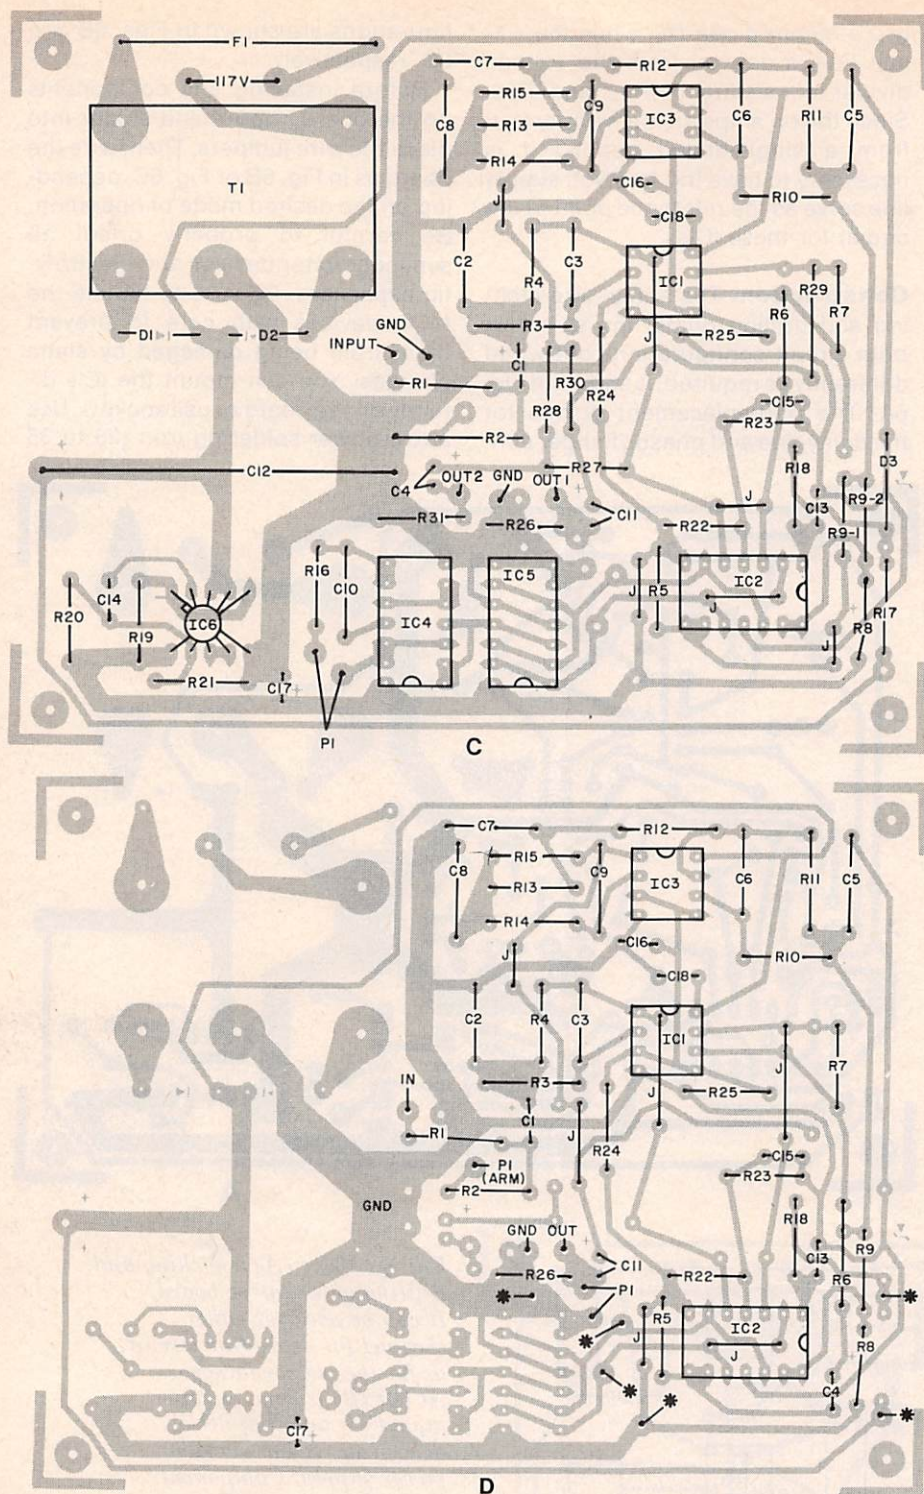 F1
117V
T1
C7
R12
R15
C9
IC3
C6
R11
C5
C8
R13
R14
C16
R10
J
C18
C2
R4
C3
IC1
J
R29
R6
R7
D1
D2
GND
INPUT
R3
R25
C1
R30
R24
R1
R28
C15
R23
R2
C12
R27
R18
D3
C4
OUT2
GND
OUT1
J
C13
R9-2
R31
R26
C11
R22
R9-1
R16
C10
IC5
IC4
R20
C14
R19
IC6
J
R5
IC2
J
J
R8
R17
R21
C17
P1
C
C7
R12
R15
C9
IC3
C6
R11
C5
C8
R13
R14
C16
R10
J
C18
C2
R4
C3
IC1
J
J
R7
R3
R25
IN
C1
J
R24
R1
P1
(ARM)
C15
R23
R2
GND
R18
GND OUT
C13
R9
R26
C11
R22
R6
P1
*
*
*
R5
J
IC2
J
R8
C4
*
*
*
C17
D